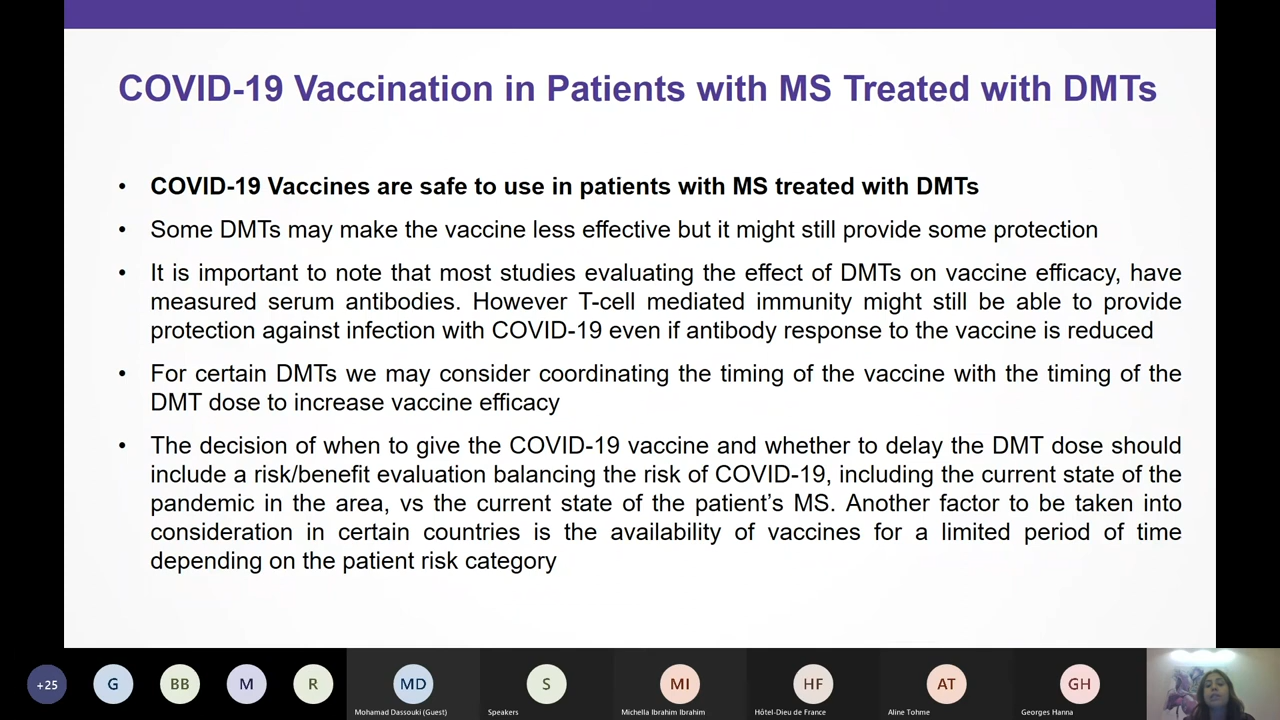 COVID-19 Vaccination in Patients with MS Treated with DMTs
• COVID-19 Vaccines are safe to use in patients with MS treated with DMTs
• Some DMTs may make the vaccine less effective but it might still provide some protection
• It is important to note that most studies evaluating the effect of DMTs on vaccine efficacy, have
measured serum antibodies. However T-cell mediated immunity might still be able to provide
protection against infection with COVID-19 even if antibody response to the vaccine is reduced
• For certain DMTs we may consider coordinating the timing of the vaccine with the timing of the
DMT dose to increase vaccine efficacy
• The decision of when to give the COVID-19 vaccine and whether to delay the DMT dose should
include a risk/benefit evaluation balancing the risk of COVID-19, including the current state of the
pandemic in the area, vs the current state of the patient’s MS. Another factor to be taken into
consideration in certain countries is the availability of vaccines for a limited period of time
depending on the patient risk category
+25 G BB M R MD S MI HF AT GH
Mohamad Dassouki (Guest) Speakers Michella Ibrahim Ibrahim Hôtel-Dieu de France Aline Tohme Georges Hanna